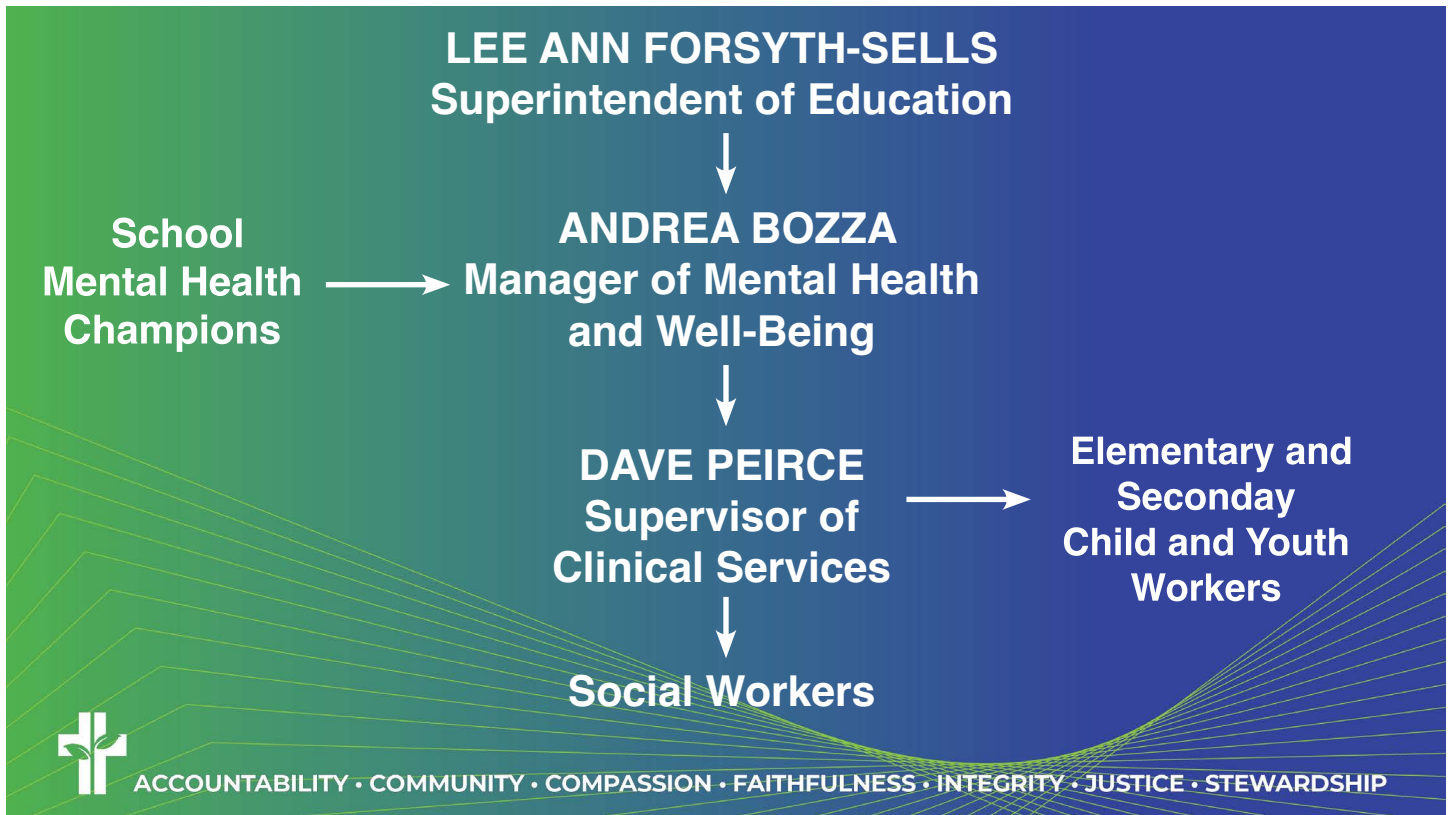 LEE ANN FORSYTH-SELLS
Superintendent of Education
School
Mental Health
Champions
ANDREA BOZZA
Manager of Mental Health
and Well-Being
DAVE PEIRCE
Supervisor of
Clinical Services
Elementary and
Seconday
Child and Youth
Workers
Social Workers
ACCOUNTABILITY • COMMUNITY • COMPASSION • FAITHFULNESS • INTEGRITY • JUSTICE • STEWARDSHIP